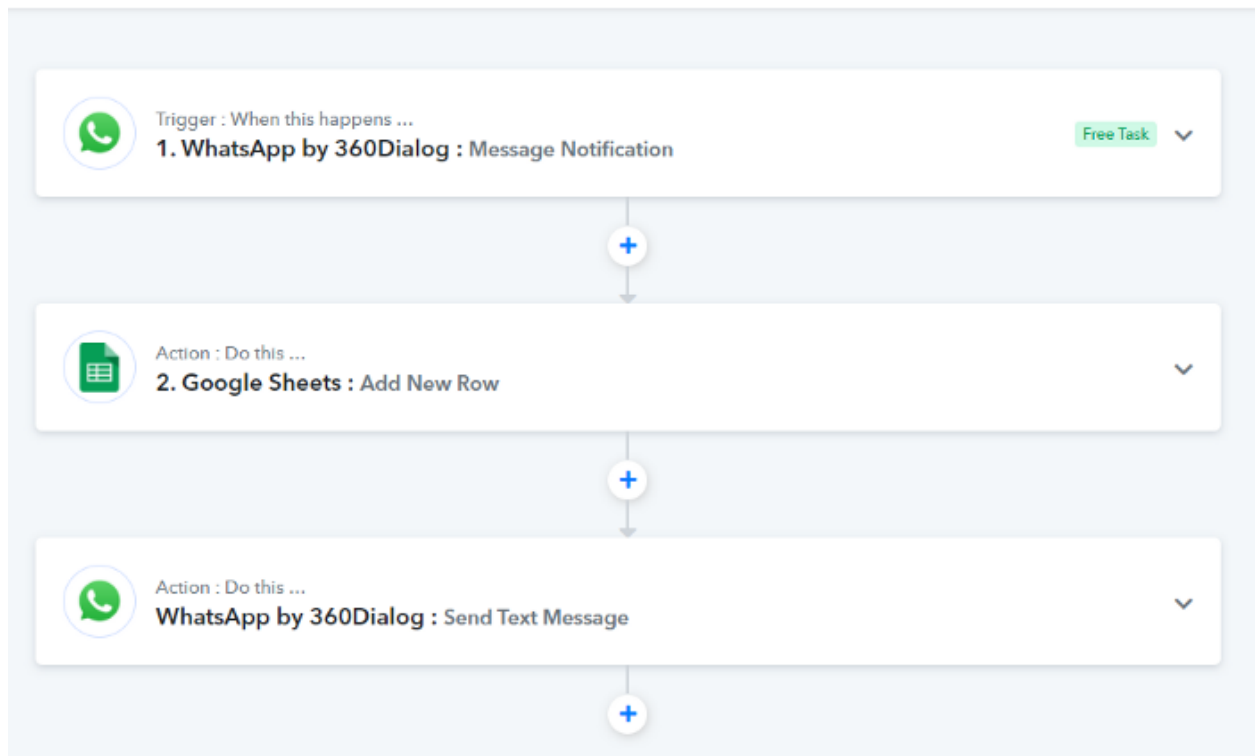 Trigger : When this happens ...
1. WhatsApp by 360Dialog : Message Notification
Free Task
Action : Do this ...
2. Google Sheets : Add New Row
Action : Do this ...
WhatsApp by 360Dialog : Send Text Message